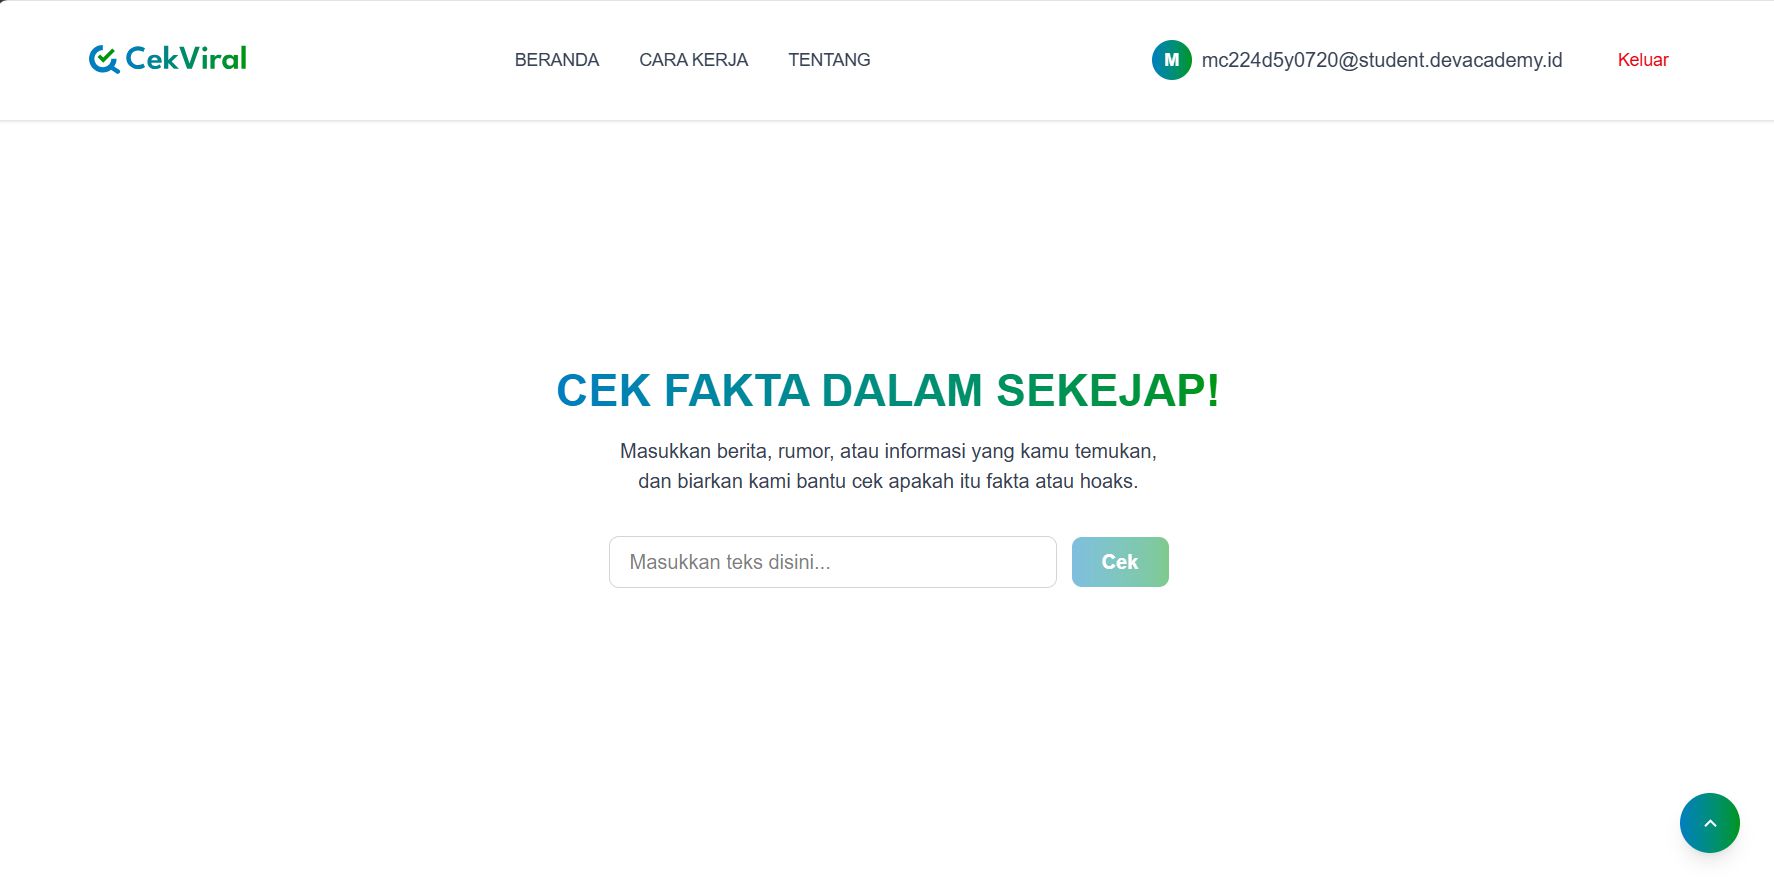 CekViral
BERANDA
CARA KERJA
TENTANG
M
mc224d5y0720@student.devacademy.id
Keluar
CEK FAKTA DALAM SEKEJAP!
Masukkan berita, rumor, atau informasi yang kamu temukan,
dan biarkan kami bantu cek apakah itu fakta atau hoaks.
Masukkan teks disini...
Cek